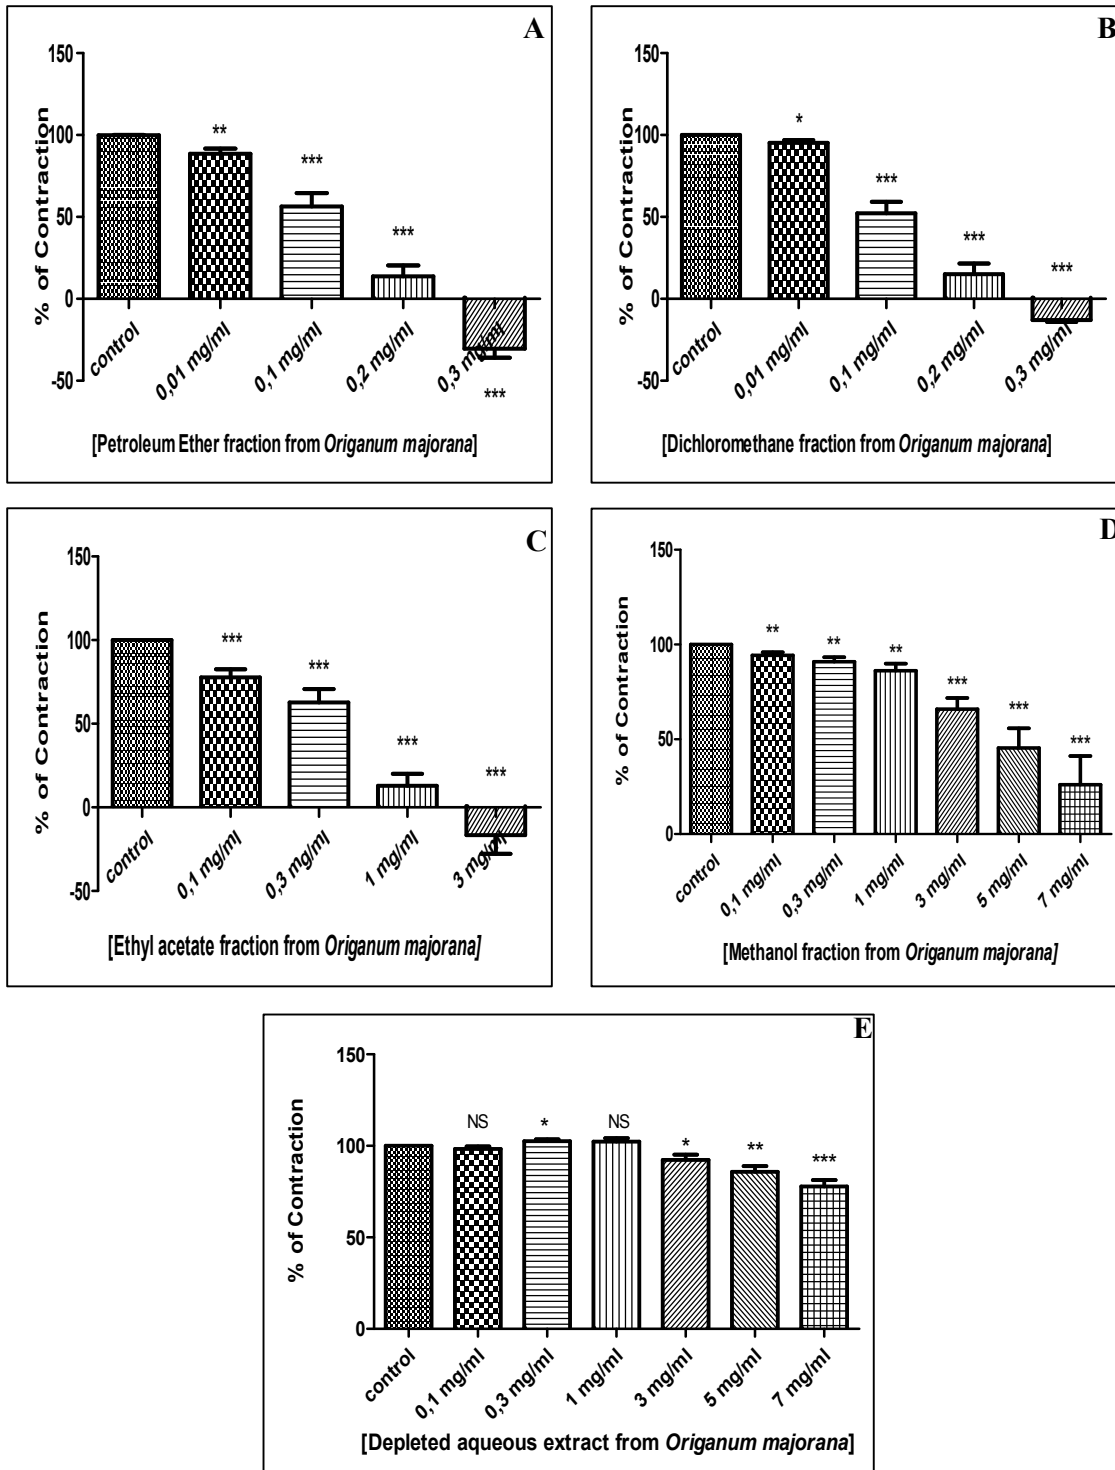 A
150
100
50
0
-50
% of Contraction
**
***
***
***
control
0,01 mg/ml
0,1 mg/ml
0,2 mg/ml
0,3 mg/ml
[Petroleum Ether fraction from Origanum majorana]
B
150
100
50
0
-50
% of Contraction
*
***
***
***
control
0,01 mg/ml
0,1 mg/ml
0,2 mg/ml
0,3 mg/ml
[Dichloromethane fraction from Origanum majorana]
C
150
100
50
0
-50
% of Contraction
***
***
***
***
control
0,1 mg/ml
0,3 mg/ml
1 mg/ml
3 mg/ml
[Ethyl acetate fraction from Origanum majorana]
D
150
100
50
0
% of Contraction
**
**
**
***
***
***
control
0,1 mg/ml
0,3 mg/ml
1 mg/ml
3 mg/ml
5 mg/ml
7 mg/ml
[Methanol fraction from Origanum majorana]
E
150
100
50
0
% of Contraction
NS
*
NS
*
**
***
control
0,1 mg/ml
0,3 mg/ml
1 mg/ml
3 mg/ml
5 mg/ml
7 mg/ml
[Depleted aqueous extract from Origanum majorana]